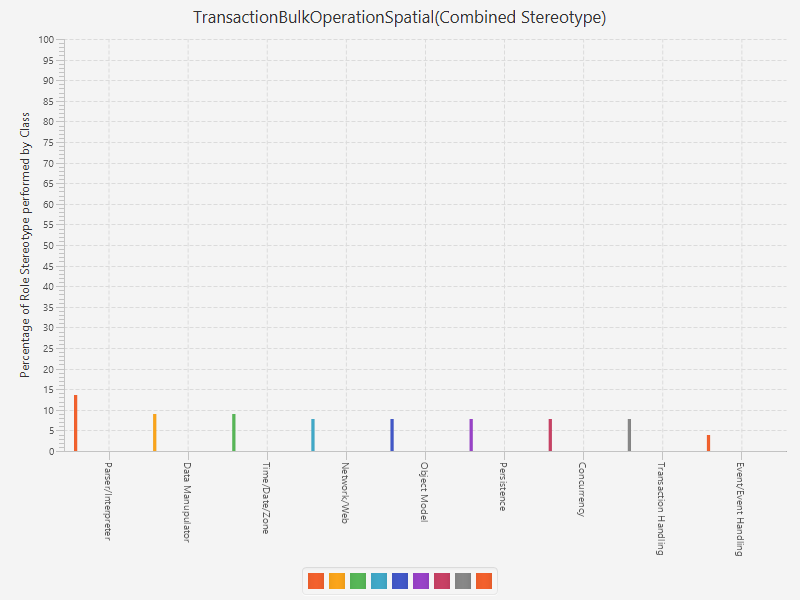 TransactionBulkOperationSpatial(Combined Stereotype)
Percentage of Role Stereotype performed by Class
100
95
90
85
80
75
70
65
60
55
50
45
40
35
30
25
20
15
10
5
0
Parser/Interpreter
Data Manupulator
Time/Date/Zone
Network/Web
Object Model
Persistence
Concurrency
Transaction Handling
Event/Event Handling